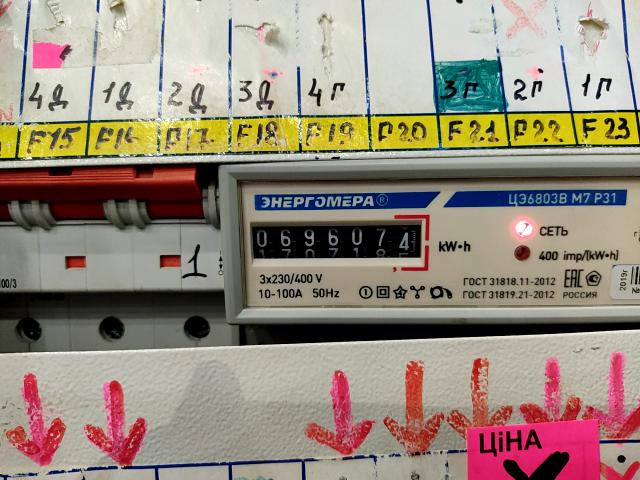 4Д 1Д 2Д 3Д 4Г 3Г 2Г 1Г
F15 F16 F17 F18 F19 F20 F21 F22 F23
ЭНЕРГОМЕРА® ЦЭ6803В М7 Р31
0696074
kW•h
СЕТЬ
400 imp/(kW•h)
3x230/400 V
10-100A 50Hz
ГОСТ 31818.11-2012
ГОСТ 31819.21-2012
EAC
РОССИЯ
2019г
1
ЦіНА